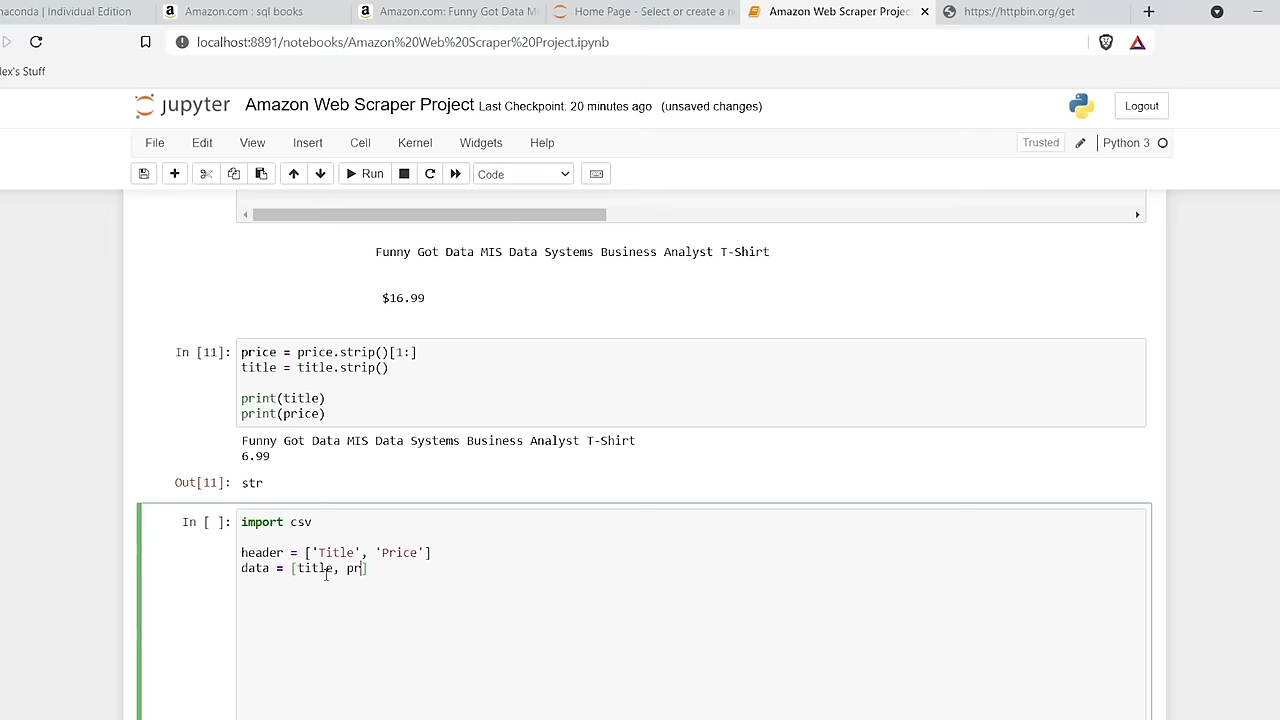 naconda | Individual Edition
Amazon.com : sql books
Amazon.com: Funny Got Data M
Home Page - Select or create a n
Amazon Web Scraper Projec
https://httpbin.org/get
localhost:8891/notebooks/Amazon%20Web%20Scraper%20Project.ipynb
lex's Stuff
jupyter Amazon Web Scraper Project Last Checkpoint: 20 minutes ago (unsaved changes)
Logout
File Edit View Insert Cell Kernel Widgets Help
Trusted
Python 3
Run
Code
Funny Got Data MIS Data Systems Business Analyst T-Shirt
$16.99
In [11]: price = price.strip()[1:]
title = title.strip()
print(title)
print(price)
Funny Got Data MIS Data Systems Business Analyst T-Shirt
6.99
Out[11]: str
In [ ]: import csv
header = ['Title', 'Price']
data = [title, pr]